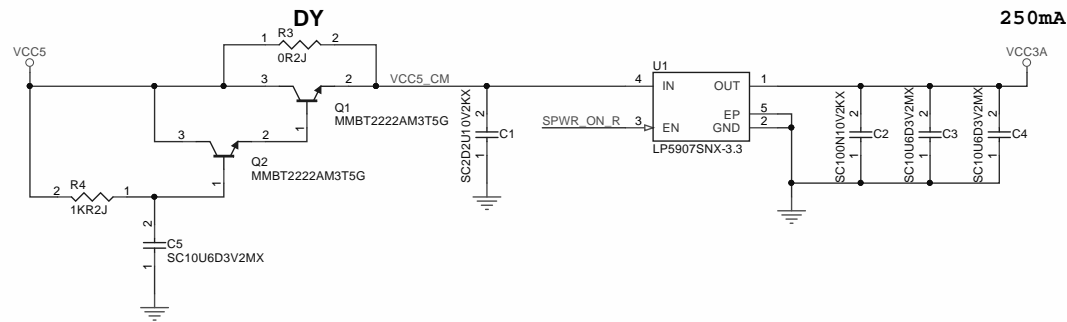 DY
250mA
R3
1 2
0R2J
VCC5
VCC3A
VCC5_CM
3 2
Q1
1
MMBT2222AM3T5G
3 2
Q2
1
MMBT2222AM3T5G
R4
2 1
1KR2J
2
C5
1
SC10U6D3V2MX
2
C1
1
SC2D2U10V2KX
U1
4 IN OUT 1
EP 5
SPWR_ON_R 3 EN GND 2
LP5907SNX-3.3
2
C2
1
SC100N10V2KX
2
C3
1
SC10U6D3V2MX
2
C4
1
SC10U6D3V2MX